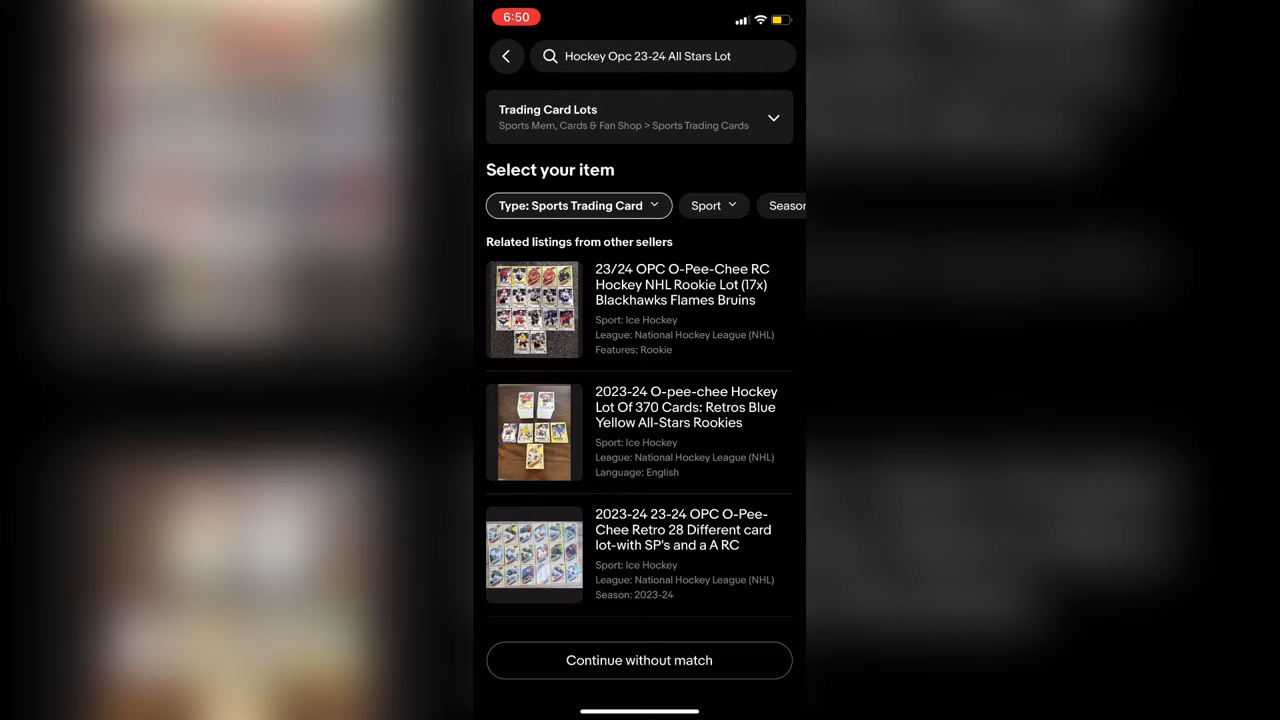 6:50
Hockey Opc 23-24 All Stars Lot
Trading Card Lots
Sports Mem, Cards & Fan Shop > Sports Trading Cards
Select your item
Type: Sports Trading Card
Sport
Season
Related listings from other sellers
23/24 OPC O-Pee-Chee RC
Hockey NHL Rookie Lot (17x)
Blackhawks Flames Bruins
Sport: Ice Hockey
League: National Hockey League (NHL)
Features: Rookie
2023-24 O-pee-chee Hockey
Lot Of 370 Cards: Retros Blue
Yellow All-Stars Rookies
Sport: Ice Hockey
League: National Hockey League (NHL)
Language: English
2023-24 23-24 OPC O-Pee-
Chee Retro 28 Different card
lot-with SP's and a A RC
Sport: Ice Hockey
League: National Hockey League (NHL)
Season: 2023-24
Continue without match